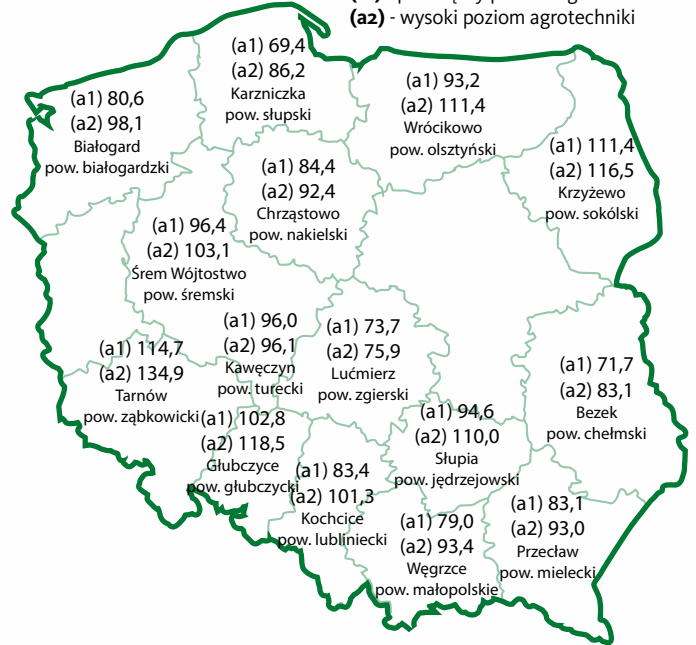 (a2) - wysoki poziom agrotechniki
(a1) 69,4
(a2) 86,2
Karzniczka
pow. słupski
(a1) 93,2
(a2) 111,4
Wrócikowo
pow. olsztyński
(a1) 80,6
(a2) 98,1
Białogard
pow. białogardzki
(a1) 111,4
(a2) 116,5
Krzyżewo
pow. sokólski
(a1) 84,4
(a2) 92,4
Chrząstowo
pow. nakielski
(a1) 96,4
(a2) 103,1
Śrem Wójtostwo
pow. śremski
(a1) 96,0
(a2) 96,1
Kawęczyn
pow. turecki
(a1) 73,7
(a2) 75,9
Lućmierz
pow. zgierski
(a1) 114,7
(a2) 134,9
Tarnów
pow. ząbkowicki
(a1) 71,7
(a2) 83,1
Bezek
pow. chełmski
(a1) 102,8
(a2) 118,5
Głubczyce
pow. głubczycki
(a1) 94,6
(a2) 110,0
Słupia
pow. jędrzejowski
(a1) 83,4
(a2) 101,3
Kochcice
pow. lubliniecki
(a1) 79,0
(a2) 93,4
Węgrzce
pow. małopolskie
(a1) 83,1
(a2) 93,0
Przecław
pow. mielecki